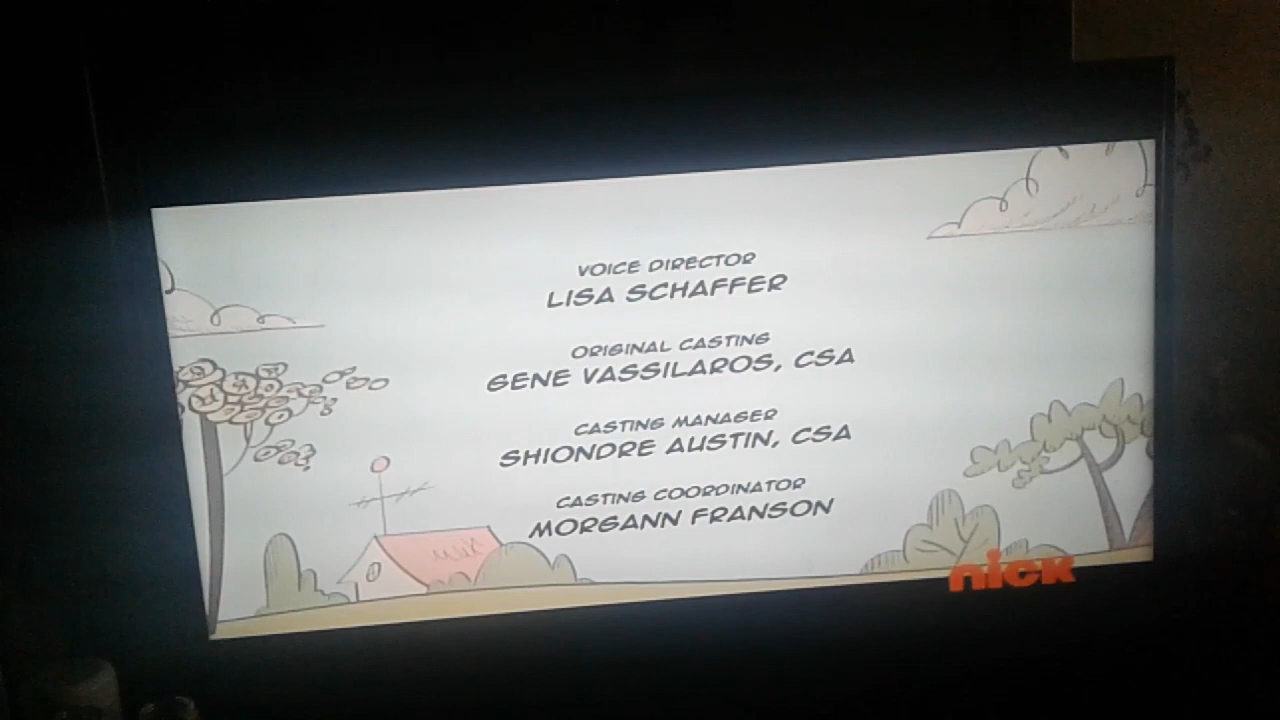 VOICE DIRECTOR
LISA SCHAFFER
ORIGINAL CASTING
GENE VASSILAROS, CSA
CASTING MANAGER
SHIONDRE AUSTIN, CSA
CASTING COORDINATOR
MORGANN FRANSON
nick